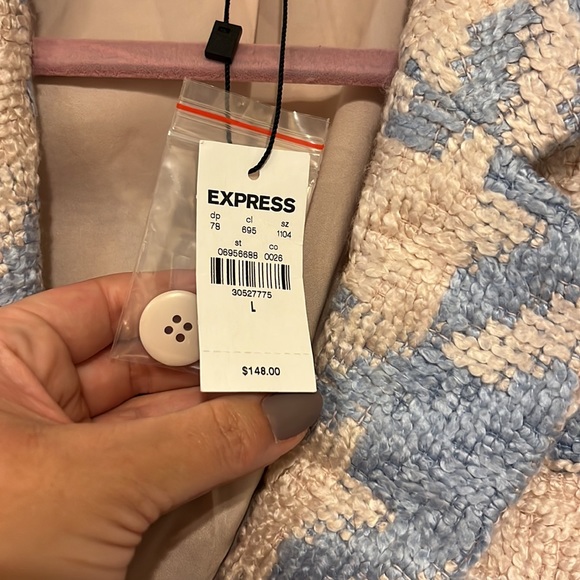 EXPRESS
dp cl sz
78 695 1104
st co
06956688 0026
30527775
L
$148.00